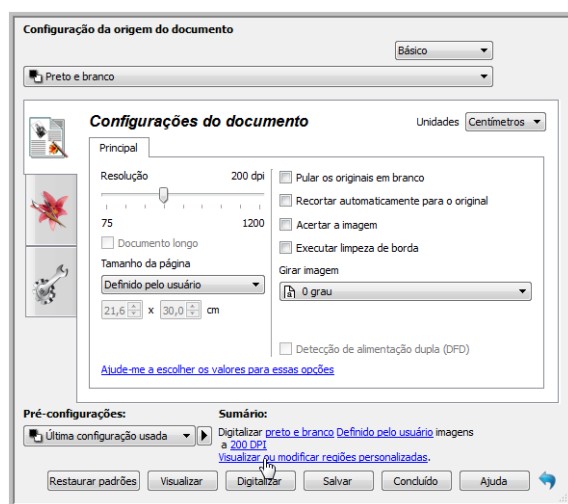 Configuração da origem do documento
Básico
Preto e branco
Configurações do documento
Unidades Centímetros
Principal
Resolução 200 dpi
75 1200
Documento longo
Tamanho da página
Definido pelo usuário
21,6 x 30,0 cm
Pular os originais em branco
Recortar automaticamente para o original
Acertar a imagem
Executar limpeza de borda
Girar imagem
0 grau
Detecção de alimentação dupla (DFD)
Ajude-me a escolher os valores para essas opções
Pré-configurações:
Última configuração usada
Sumário:
Digitalizar preto e branco Definido pelo usuário imagens
a 200 DPI
Visualizar ou modificar regiões personalizadas.
Restaurar padrões Visualizar Digitalizar Salvar Concluído Ajuda